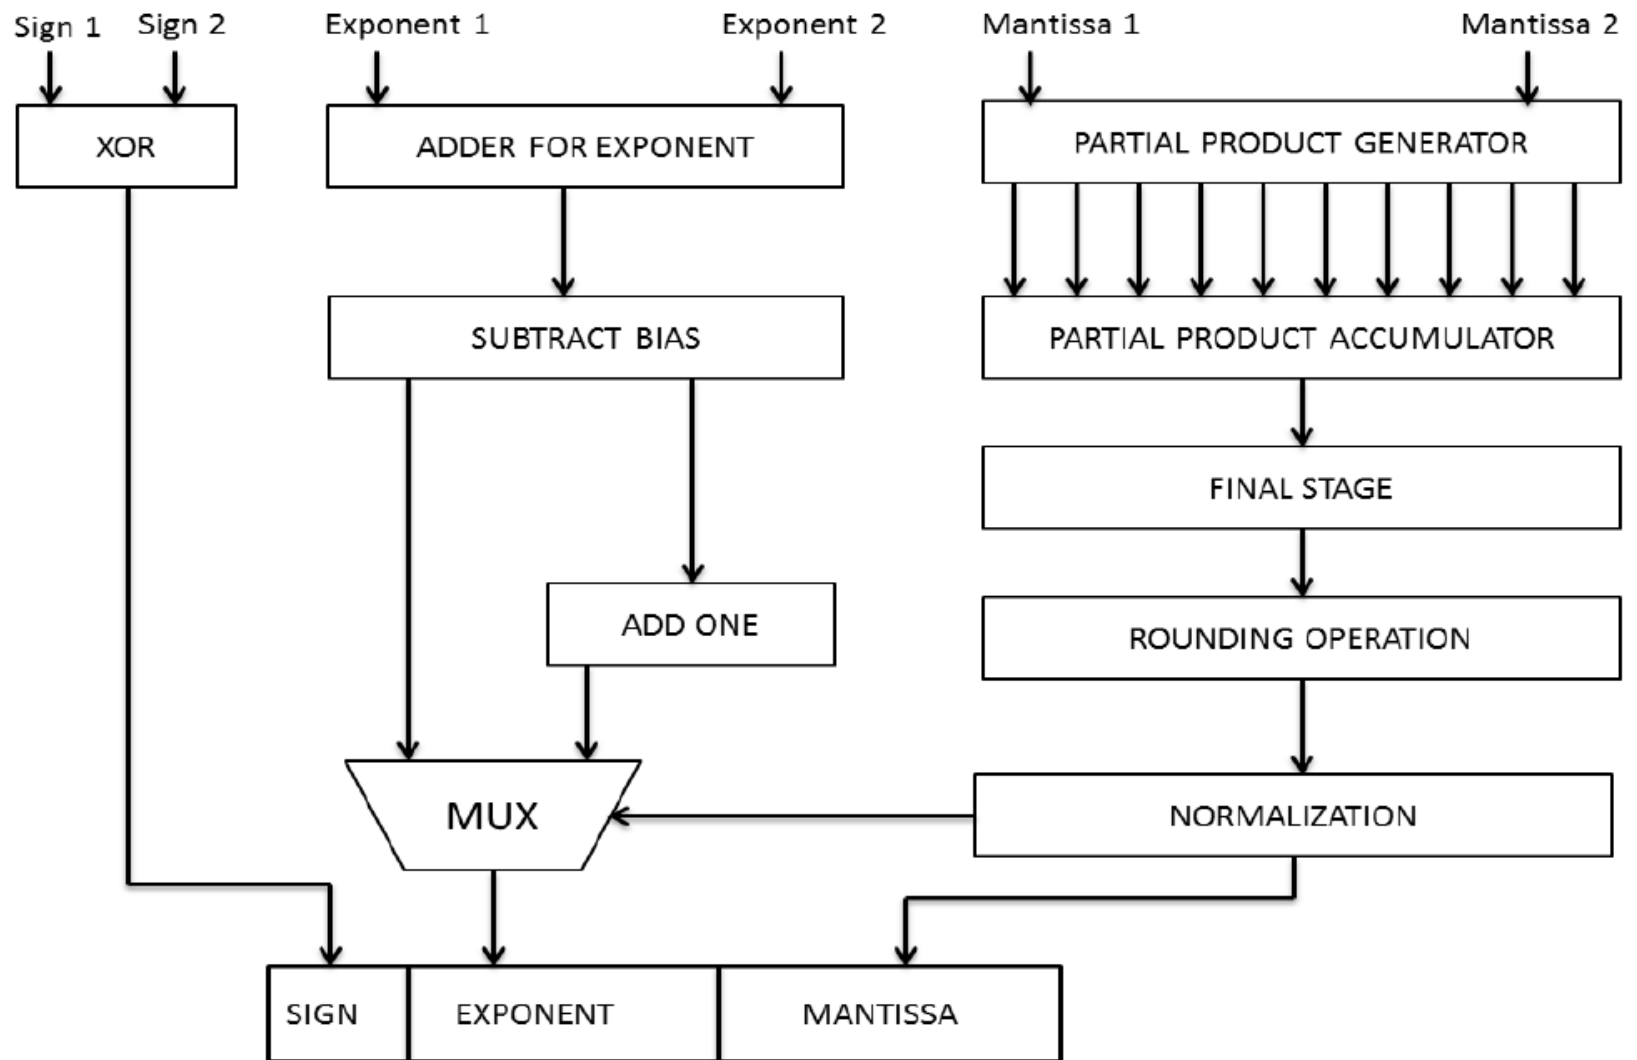 Sign 1 Sign 2 Exponent 1 Exponent 2 Mantissa 1 Mantissa 2
XOR ADDER FOR EXPONENT PARTIAL PRODUCT GENERATOR
SUBTRACT BIAS PARTIAL PRODUCT ACCUMULATOR
FINAL STAGE
ADD ONE ROUNDING OPERATION
MUX NORMALIZATION
SIGN EXPONENT MANTISSA